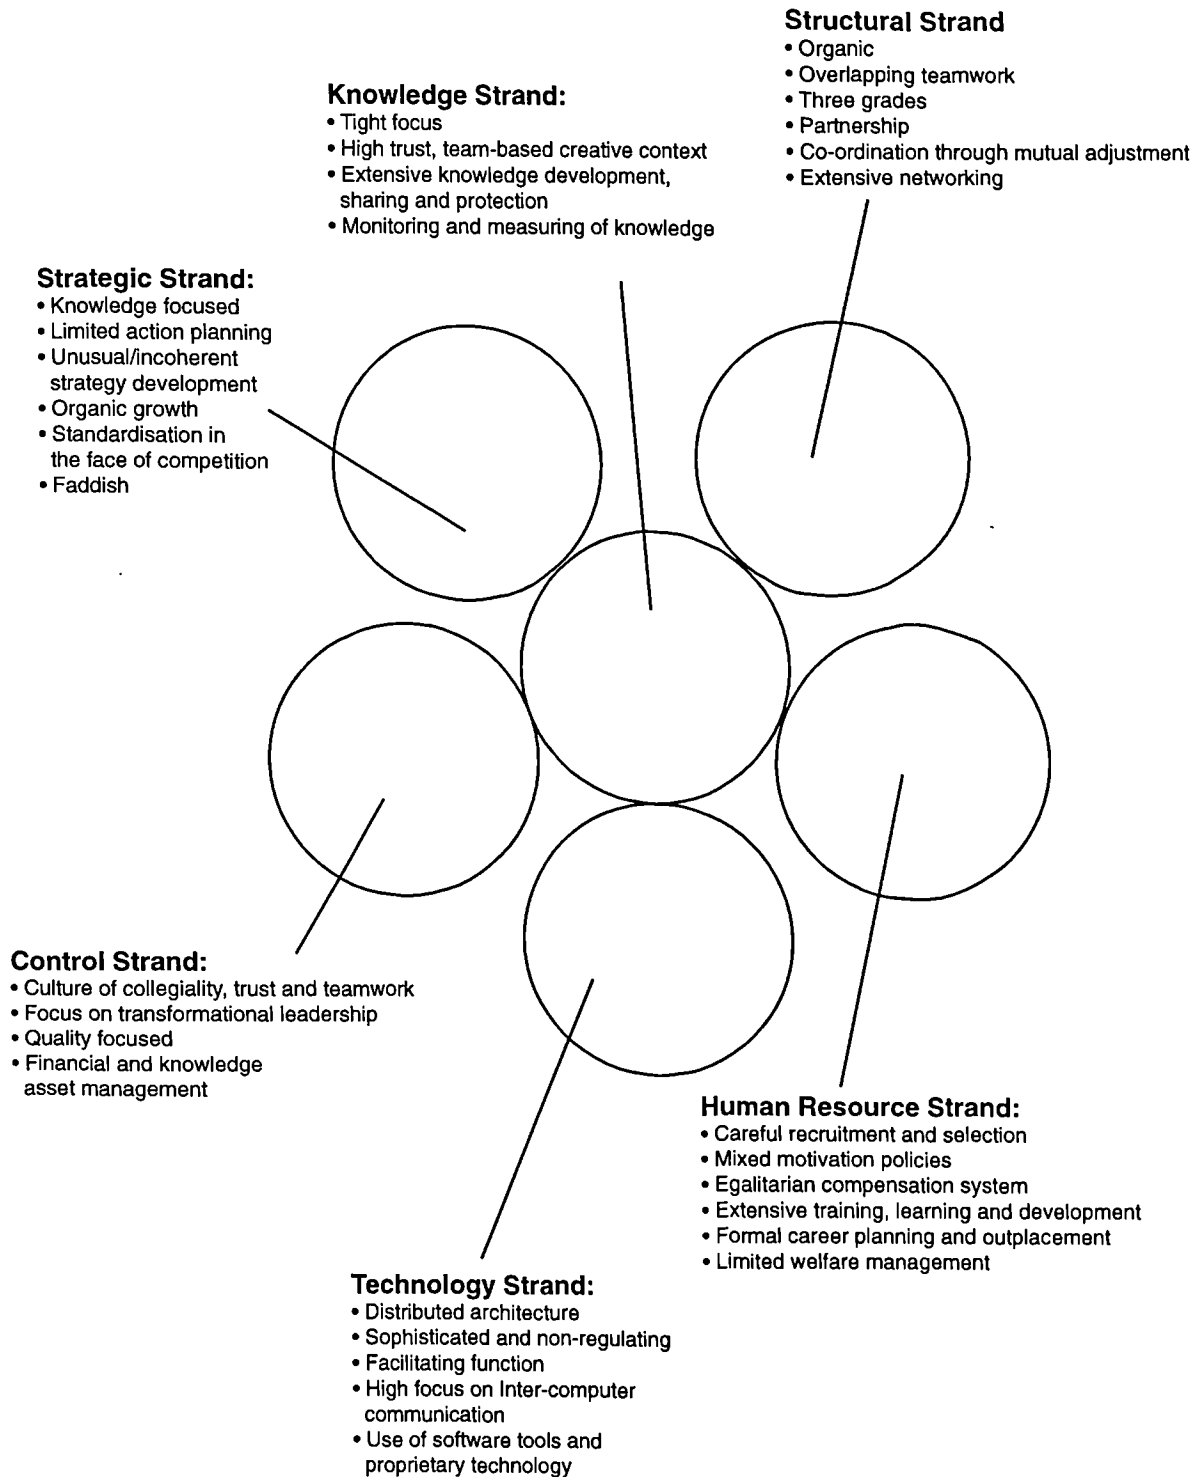 Structural Strand
• Organic
• Overlapping teamwork
• Three grades
• Partnership
• Co-ordination through mutual adjustment
• Extensive networking
Knowledge Strand:
• Tight focus
• High trust, team-based creative context
• Extensive knowledge development,
sharing and protection
• Monitoring and measuring of knowledge
Strategic Strand:
• Knowledge focused
• Limited action planning
• Unusual/incoherent
strategy development
• Organic growth
• Standardisation in
the face of competition
• Faddish
Control Strand:
• Culture of collegiality, trust and teamwork
• Focus on transformational leadership
• Quality focused
• Financial and knowledge
asset management
Human Resource Strand:
• Careful recruitment and selection
• Mixed motivation policies
• Egalitarian compensation system
• Extensive training, learning and development
• Formal career planning and outplacement
• Limited welfare management
Technology Strand:
• Distributed architecture
• Sophisticated and non-regulating
• Facilitating function
• High focus on Inter-computer
communication
• Use of software tools and
proprietary technology